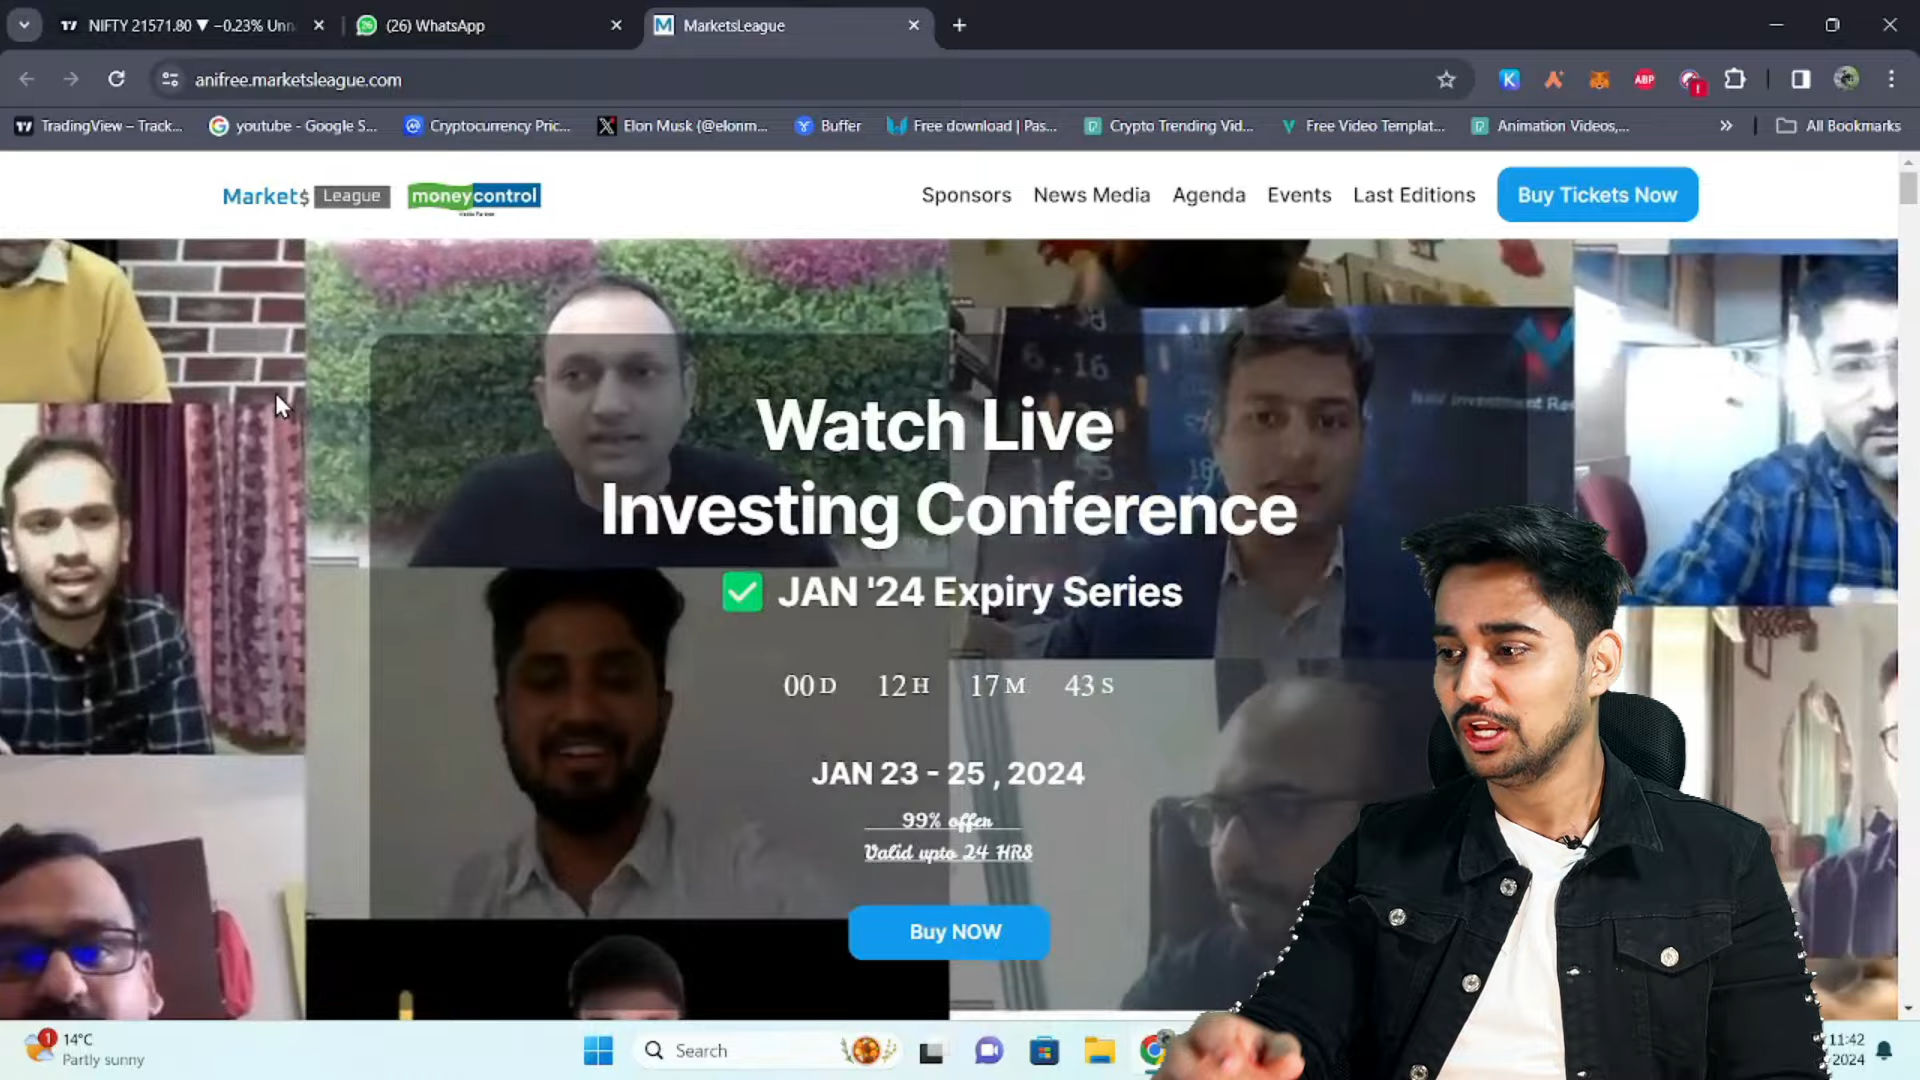 NIFTY 21571.80 ▼ −0.23% Unn
(26) WhatsApp
MarketsLeague
anifree.marketsleague.com
TradingView – Track...
youtube - Google S...
Cryptocurrency Pric...
Elon Musk (@elonm...
Buffer
Free download | Pas...
Crypto Trending Vid...
Free Video Templat...
Animation Videos,...
All Bookmarks
Market$ League
moneycontrol
Sponsors
News Media
Agenda
Events
Last Editions
Buy Tickets Now
Watch Live
Investing Conference
✅ JAN '24 Expiry Series
00 D 12 H 17 M 43 S
JAN 23 - 25 , 2024
99% offer
Valid upto 24 HRS
Buy NOW
14°C
Partly sunny
Search
11:42
2024